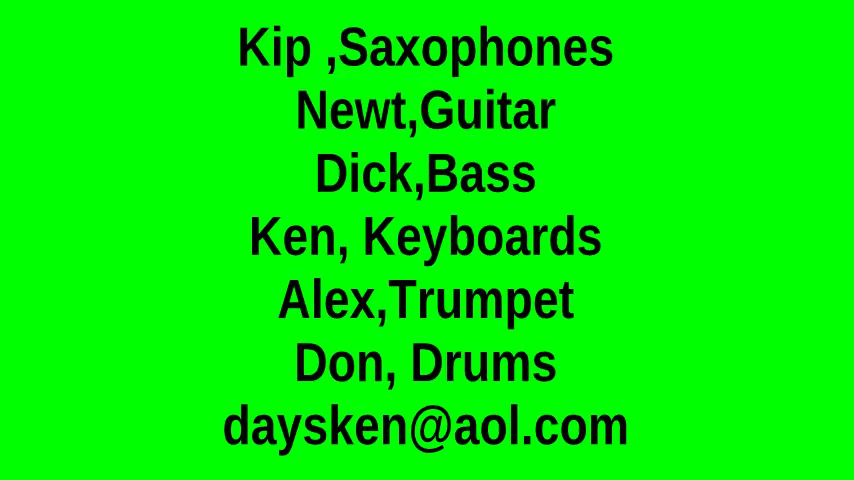 Kip ,Saxophones
Newt,Guitar
Dick,Bass
Ken, Keyboards
Alex,Trumpet
Don, Drums
daysken@aol.com